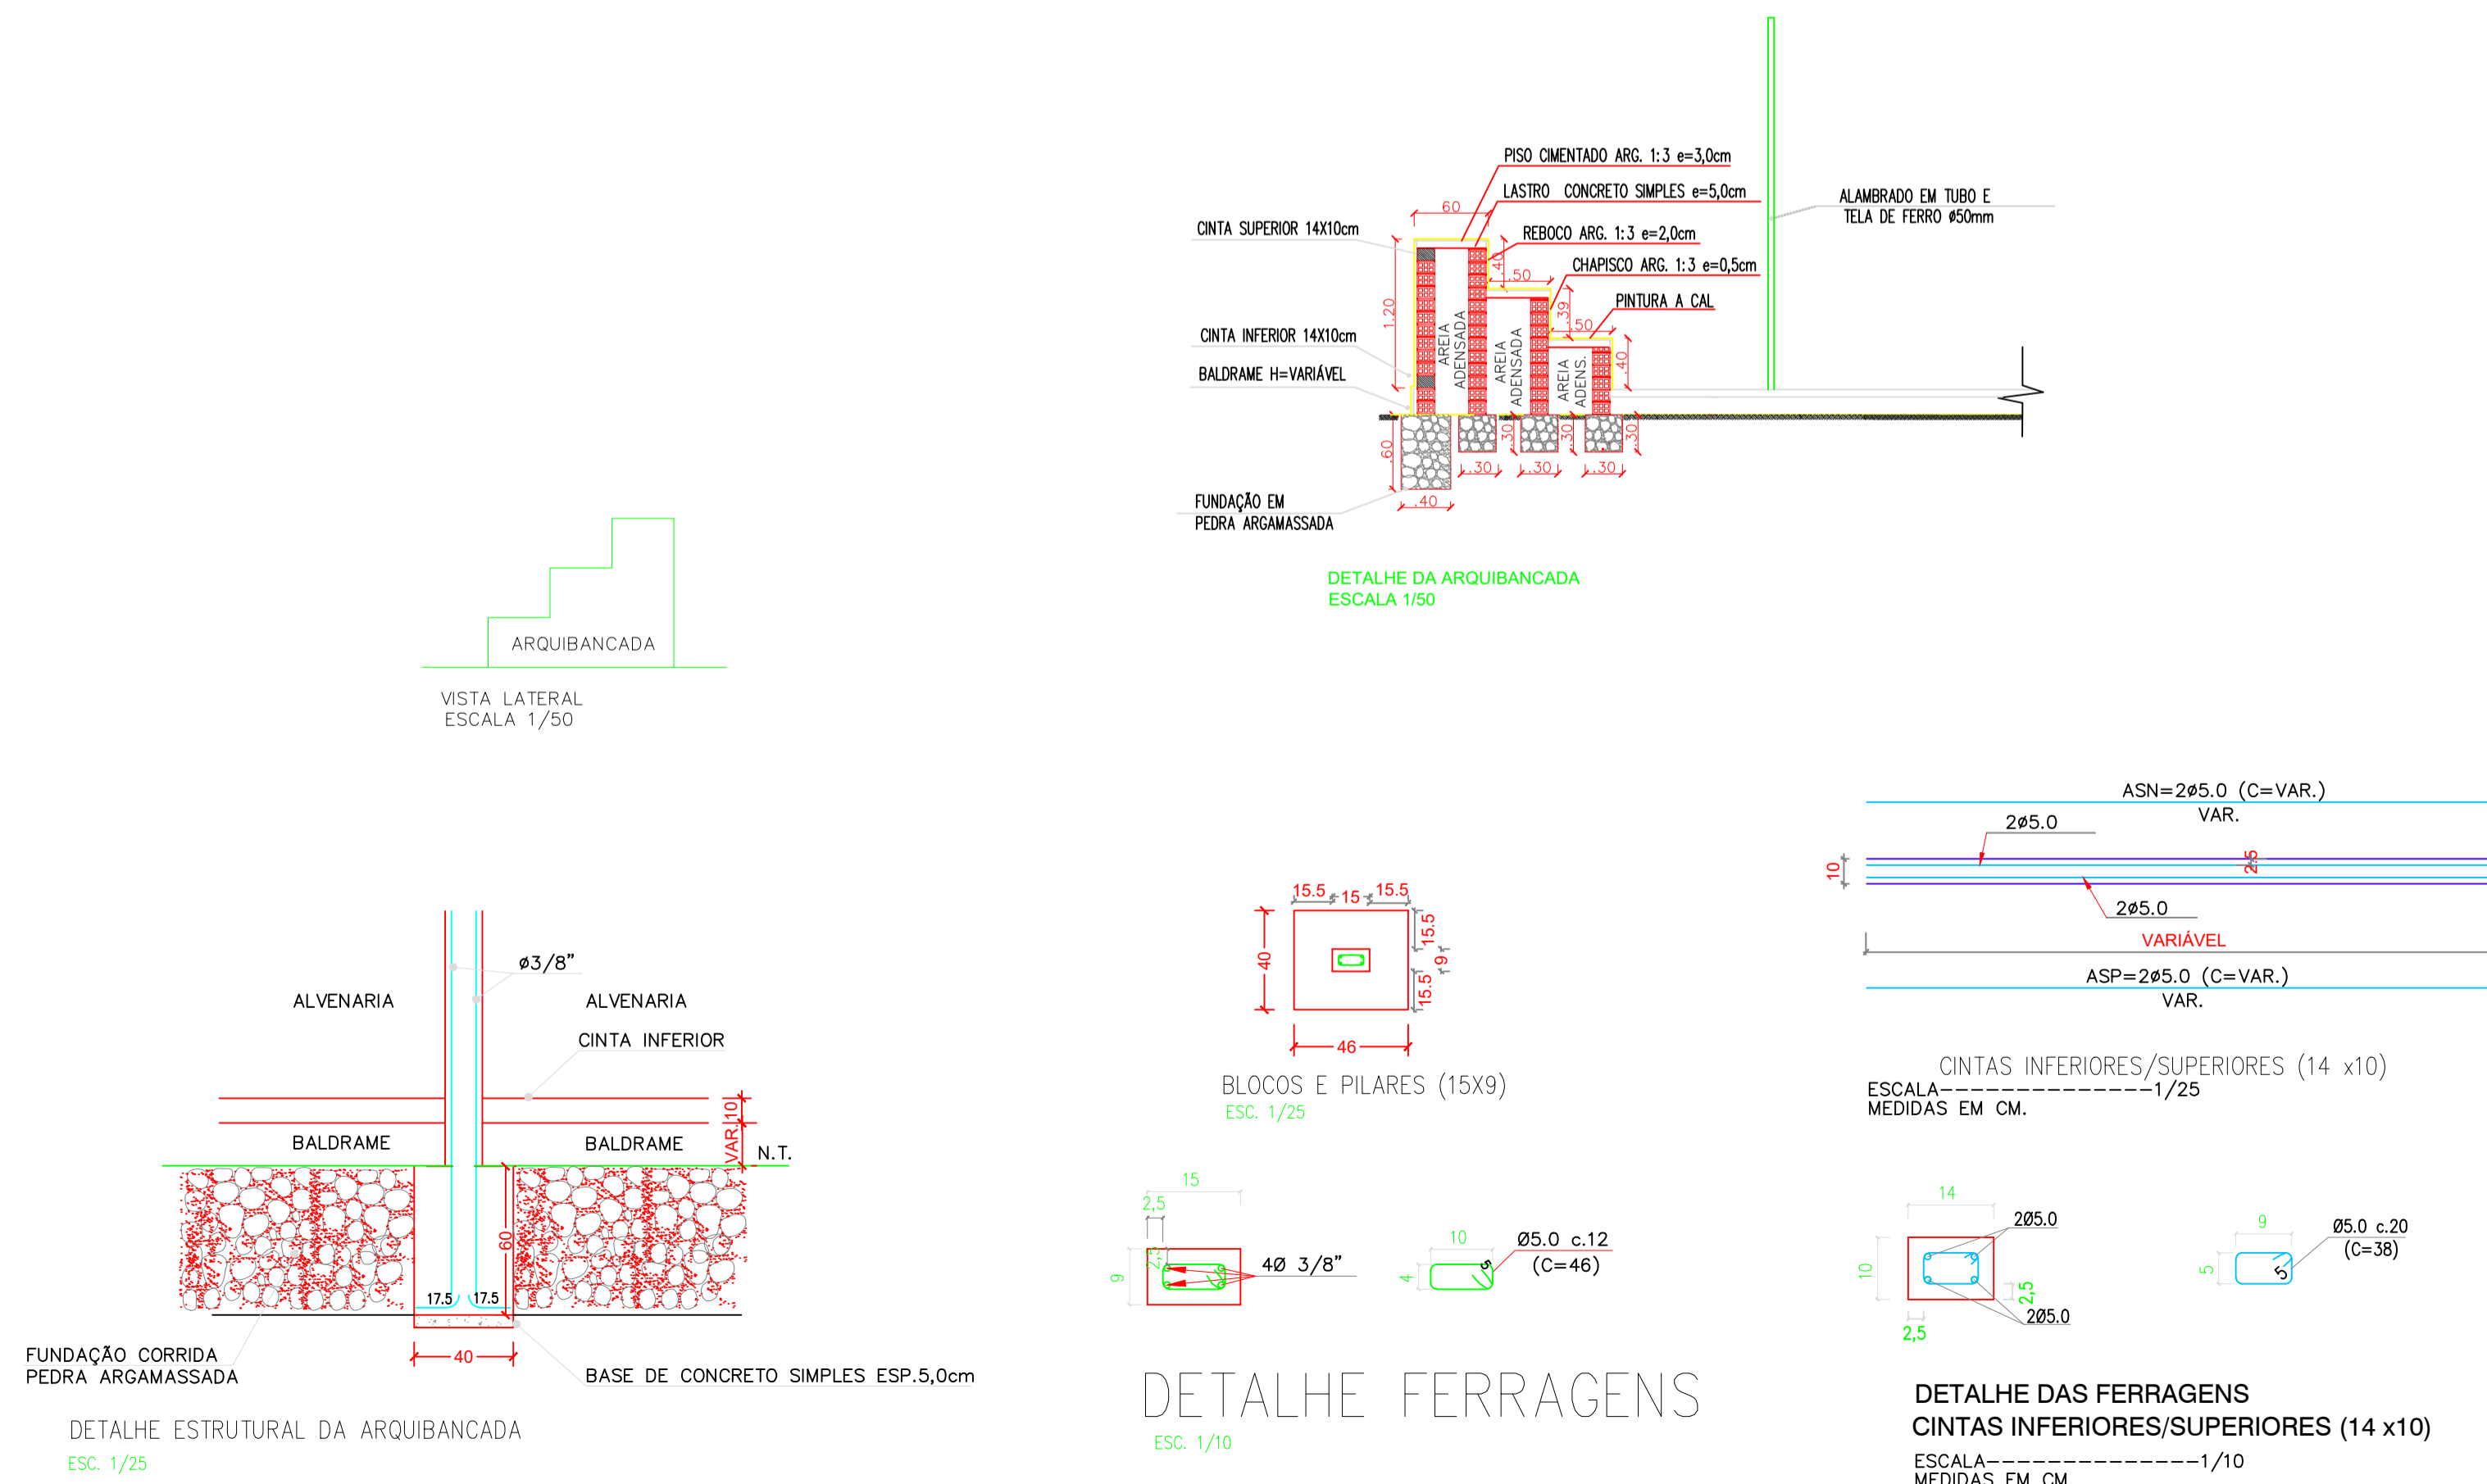 PISO CIMENTADO ARG. 1:3 e=3,0cm
LASTRO CONCRETO SIMPLES e=5,0cm
ALAMBRADO EM TUBO E
TELA DE FERRO ø50mm
60
CINTA SUPERIOR 14X10cm
REBOCO ARG. 1:3 e=2,0cm
.40
CHAPISCO ARG. 1:3 e=0,5cm
.50
PINTURA A CAL
1.20
.39
.50
CINTA INFERIOR 14X10cm
AREIA
ADENSADA
AREIA
ADENSADA
AREIA
ADENS.
.40
BALDRAME H=VARIÁVEL
.60
.30
.30
.30
.30
.30
.30
.40
FUNDAÇÃO EM
PEDRA ARGAMASSADA
DETALHE DA ARQUIBANCADA
ESCALA 1/50
ARQUIBANCADA
VISTA LATERAL
ESCALA 1/50
ø3/8”
ALVENARIA
ALVENARIA
CINTA INFERIOR
10
VAR.
BALDRAME
BALDRAME
N.T.
60
17.5
17.5
40
FUNDAÇÃO CORRIDA
PEDRA ARGAMASSADA
BASE DE CONCRETO SIMPLES ESP.5,0cm
DETALHE ESTRUTURAL DA ARQUIBANCADA
ESC. 1/25
15.5
15
15.5
15.5
40
9
15.5
46
BLOCOS E PILARES (15X9)
ESC. 1/25
15
2,5
9
2,5
4Ø 3/8”
10
4
5
Ø5.0 c.12
(C=46)
DETALHE FERRAGENS
ESC. 1/10
ASN=2ø5.0 (C=VAR.)
VAR.
2ø5.0
10
2.5
2ø5.0
VARIÁVEL
ASP=2ø5.0 (C=VAR.)
VAR.
CINTAS INFERIORES/SUPERIORES (14 x10)
ESCALA--------------1/25
MEDIDAS EM CM.
14
2Ø5.0
10
2,5
2Ø5.0
2,5
9
5
5
Ø5.0 c.20
(C=38)
DETALHE DAS FERRAGENS
CINTAS INFERIORES/SUPERIORES (14 x10)
ESCALA--------------1/10
MEDIDAS EM CM